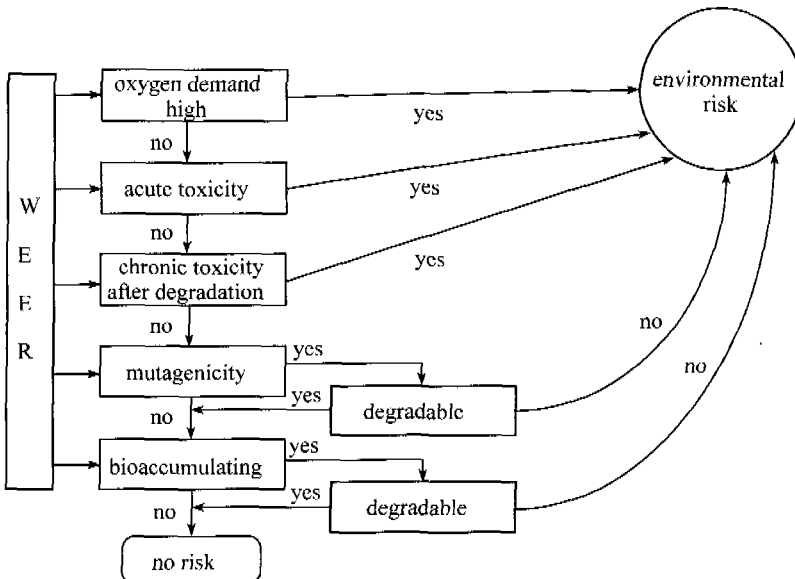 oxygen demand
high
yes
environmental
risk
no
acute toxicity
yes
no
chronic toxicity
after degradation
yes
no
W
E
E
R
mutagenicity
yes
degradable
yes
no
no
bioaccumulating
yes
degradable
yes
no
no
no risk